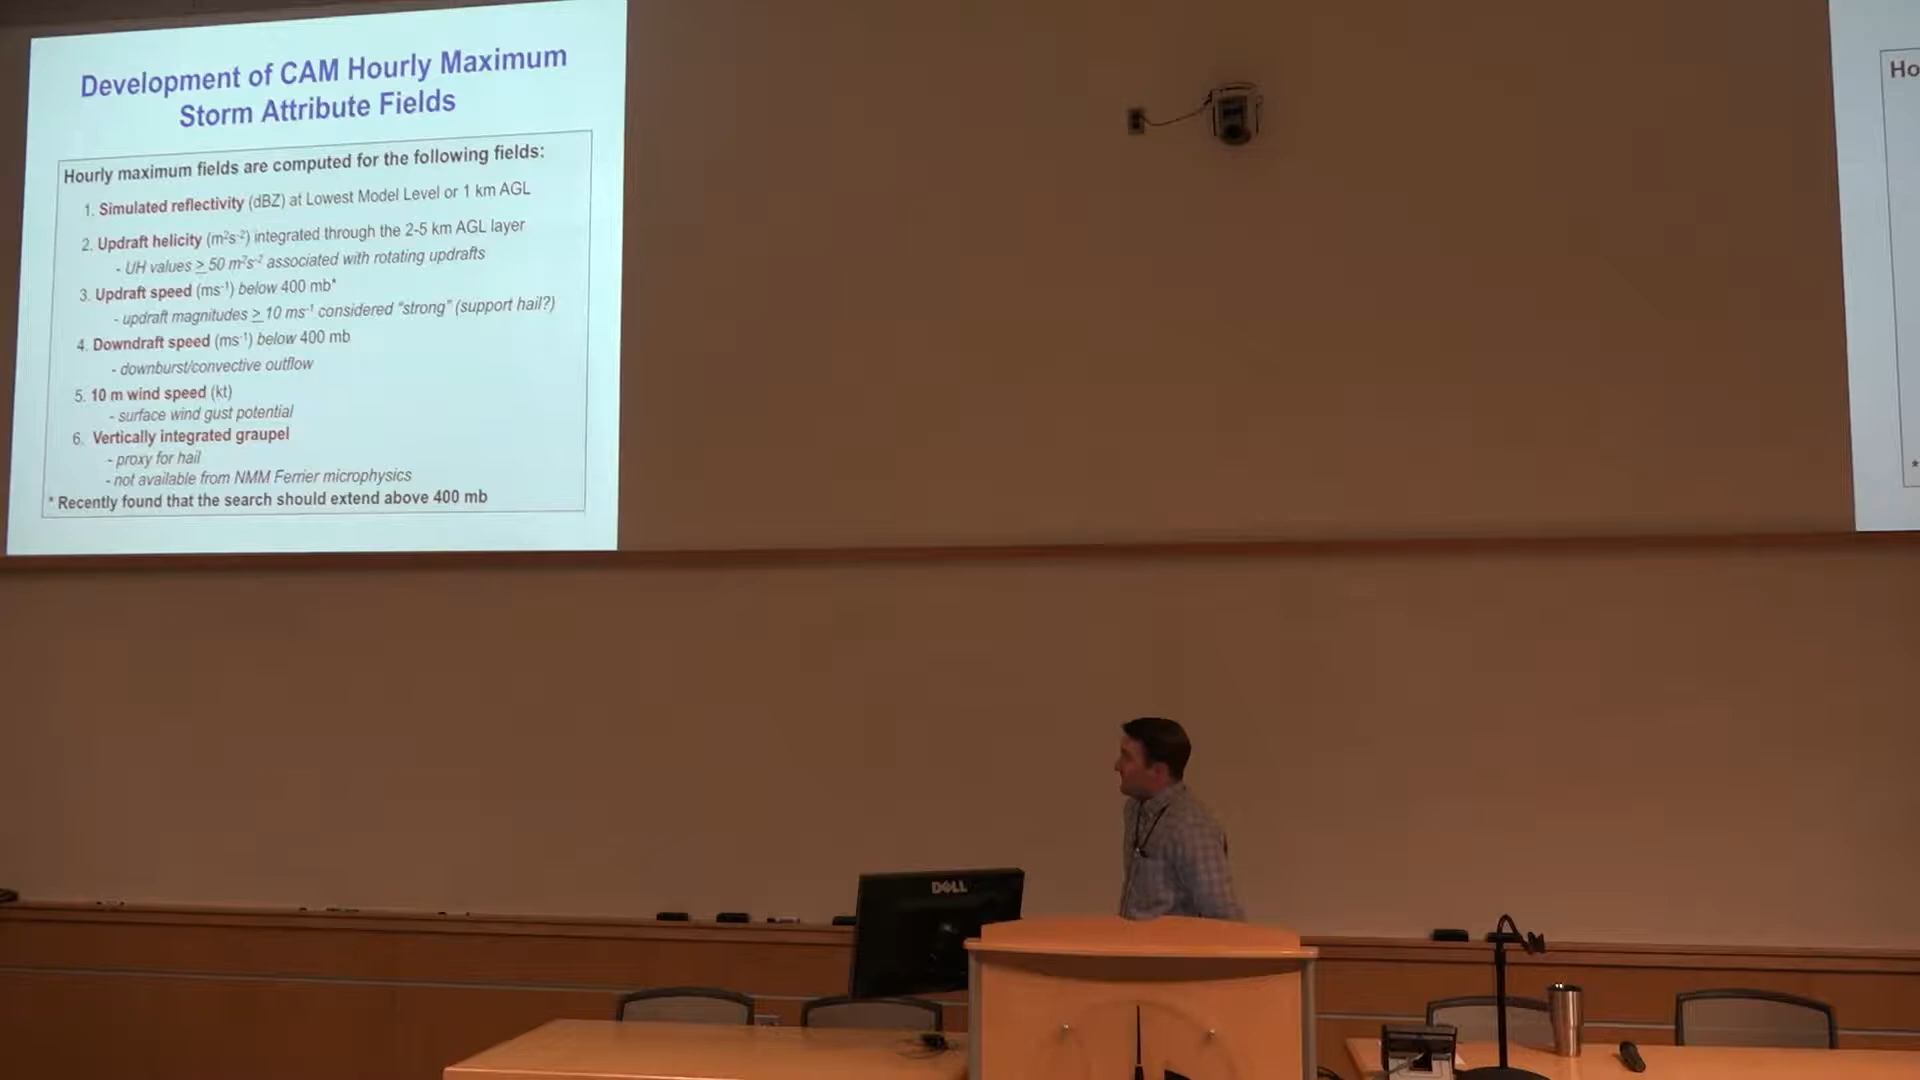 Development of CAM Hourly Maximum
Storm Attribute Fields
Hourly maximum fields are computed for the following fields:
1. Simulated reflectivity (dBZ) at Lowest Model Level or 1 km AGL
2. Updraft helicity (m²s⁻²) integrated through the 2-5 km AGL layer
- UH values ≥ 50 m²s⁻² associated with rotating updrafts
3. Updraft speed (ms⁻¹) below 400 mb*
- updraft magnitudes ≥ 10 ms⁻¹ considered “strong” (support hail?)
4. Downdraft speed (ms⁻¹) below 400 mb
- downburst/convective outflow
5. 10 m wind speed (kt)
- surface wind gust potential
6. Vertically integrated graupel
- proxy for hail
- not available from NMM Ferrier microphysics
* Recently found that the search should extend above 400 mb
Ho
*
DELL